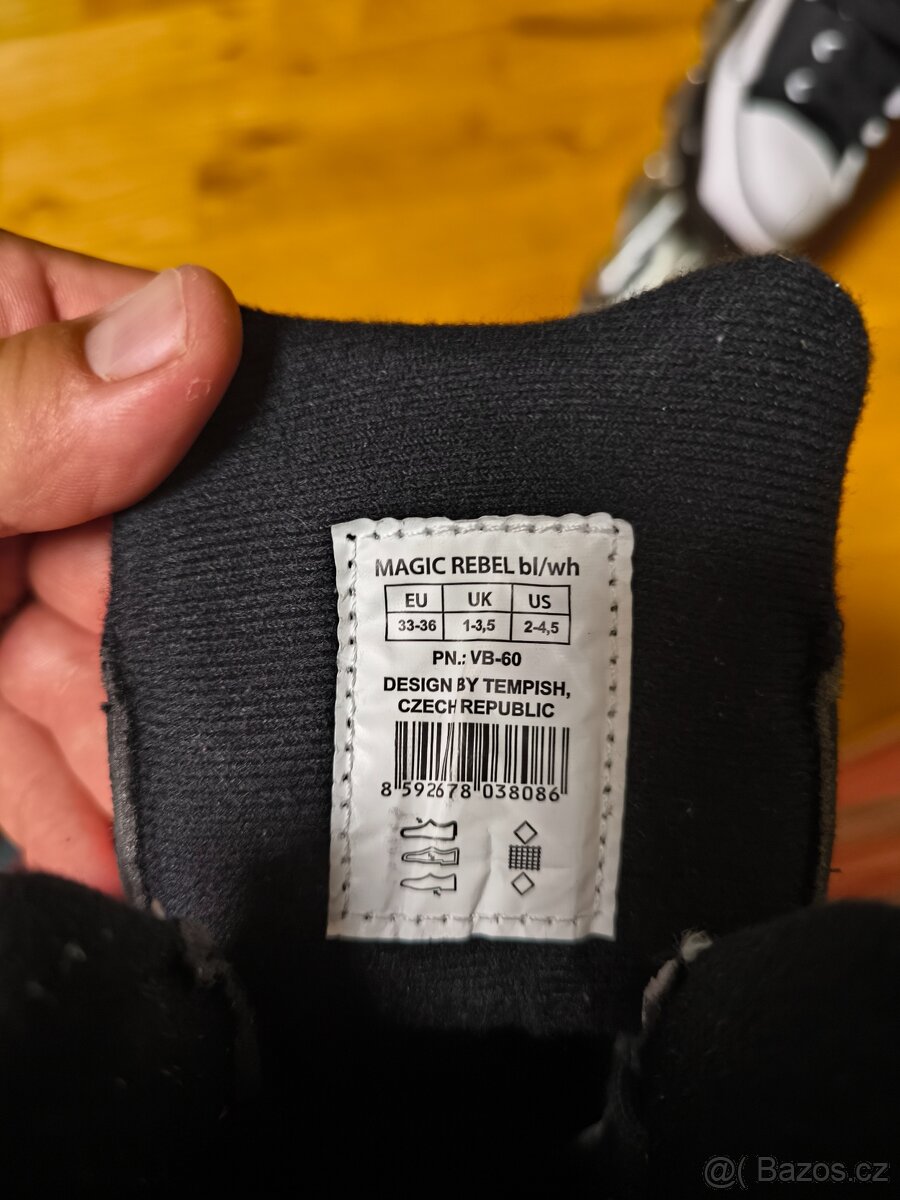 MAGIC REBEL bl/wh
EU UK US
33-36 1-3,5 2-4,5
PN.: VB-60
DESIGN BY TEMPISH,
CZECH REPUBLIC
8 592678 038086
@( Bazos.cz